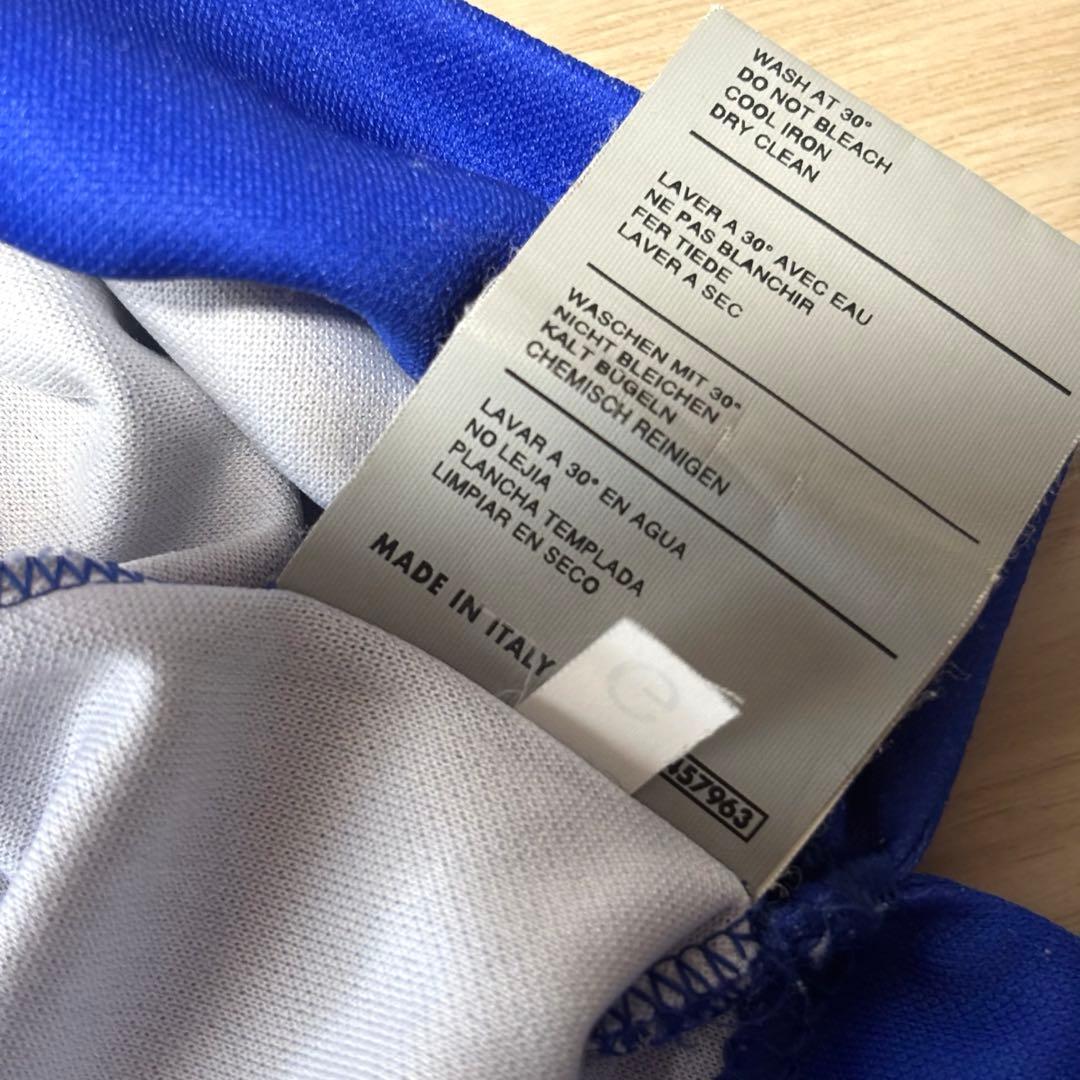 WASH AT 30°
DO NOT BLEACH
COOL IRON
DRY CLEAN
LAVER A 30° AVEC EAU
NE PAS BLANCHIR
FER TIEDE
LAVER A SEC
WASCHEN MIT 30°
NICHT BLEICHEN
KALT BÜGELN
CHEMISCH REINIGEN
LAVAR A 30° EN AGUA
NO LEJIA
PLANCHA TEMPLADA
LIMPIAR EN SECO
MADE IN ITALY
e
57963